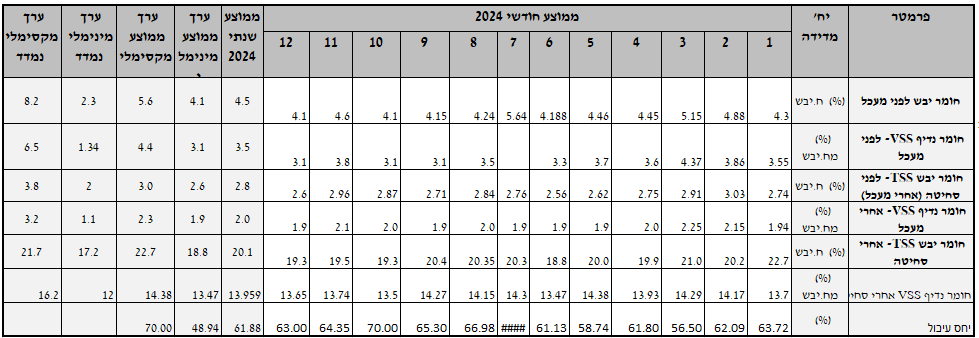 פרמטר יח' מדידה ממוצע חודשי 2024 ממוצע שנתי 2024 ערך ממוצע מינימלי ערך ממוצע מקסימלי ערך מינימלי נמדד ערך מקסימלי נמדד
1 2 3 4 5 6 7 8 9 10 11 12
חומר יבש לפני מעכל (%) ח.יבש 4.3 4.88 5.15 4.45 4.46 4.188 5.64 4.24 4.15 4.1 4.6 4.1 4.5 4.1 5.6 2.3 8.2
חומר נדיף VSS- לפני מעכל (%) מח.יבש 3.55 3.86 4.37 3.6 3.7 3.3 3.5 3.1 3.1 3.8 3.1 3.5 3.1 4.4 1.34 6.5
חומר יבש TSS- לפני סחיטה (אחרי מעכל) (%) ח.יבש 2.74 3.03 2.91 2.75 2.62 2.56 2.76 2.84 2.71 2.87 2.96 2.6 2.8 2.6 3.0 2 3.8
חומר נדיף VSS- אחרי מעכל (%) מח.יבש 1.94 2.15 2.25 2.0 1.9 1.9 1.9 2.0 1.9 2.0 2.1 1.9 2.0 1.9 2.3 1.1 3.2
חומר יבש TSS- אחרי סחיטה (%) ח.יבש 22.7 20.2 21.0 19.9 20.0 18.8 20.3 20.35 20.4 19.3 19.5 19.3 20.1 18.8 22.7 17.2 21.7
חומר נדיף VSS אחרי סחי (%) מח.יבש 13.7 14.17 14.29 13.93 14.38 13.47 14.3 14.15 14.27 13.5 13.74 13.65 13.959 13.47 14.38 12 16.2
יחס עיכול (%) 63.72 62.09 56.50 61.80 58.74 61.13 #### 66.98 65.30 70.00 64.35 63.00 61.88 48.94 70.00